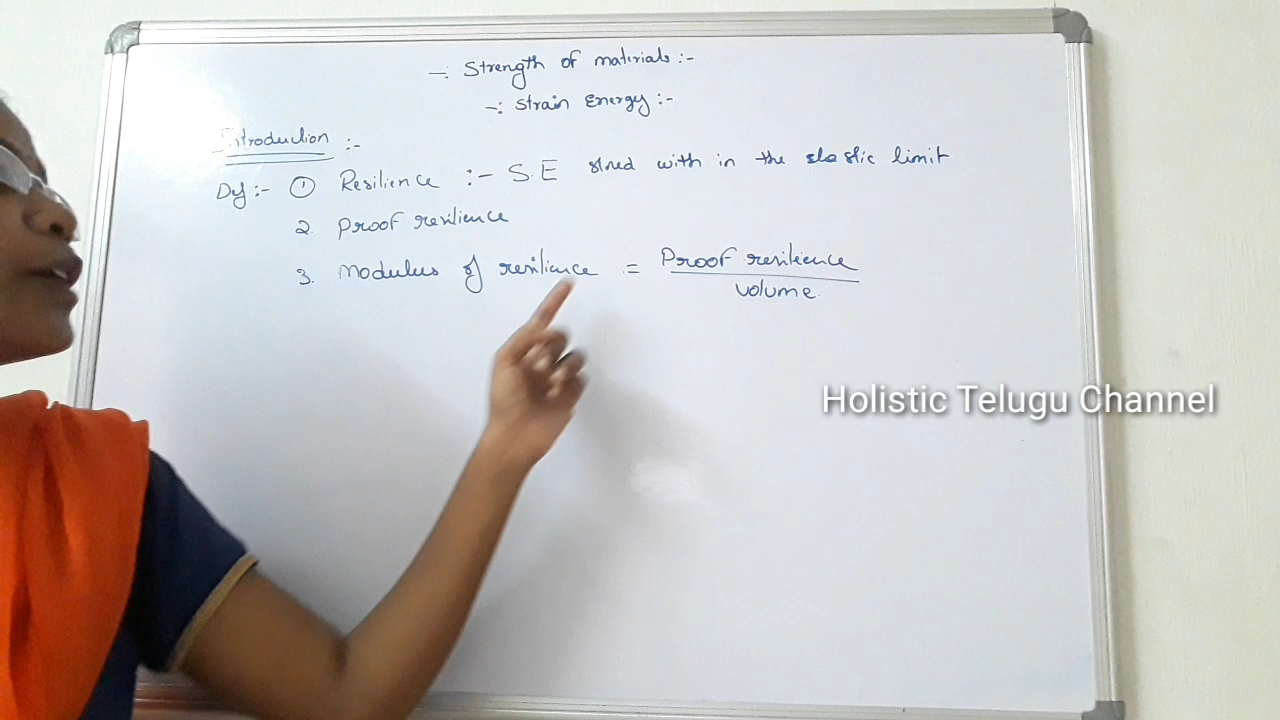 -: Strength of materials :-
-: Strain Energy :-
Introduction :-
Def :- ① Resilience :- S.E stored with in the elastic limit
2. Proof resilience
3. Modulus of resilience = Proof resilience
volume.
Holistic Telugu Channel